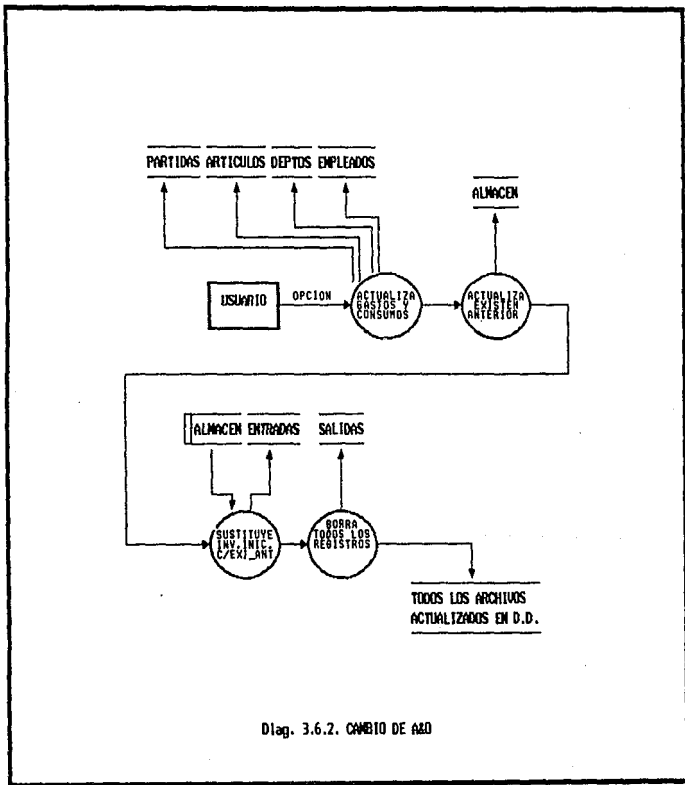 PARTIDAS ARTICULOS DEPTOS EMPLEADOS
ALMACEN
USUARIO
OPCION
ACTUALIZA
GASTOS Y
CONSUMOS
ACTUALIZA
EXISTEN
ANTERIOR
ALMACEN ENTRADAS SALIDAS
SUSTITUYE
INV.INIC.
C/EXI_ANT
BORRA
TODOS LOS
REGISTROS
TODOS LOS ARCHIVOS
ACTUALIZADOS EN D.D.
Diag. 3.6.2. CAMBIO DE A&O